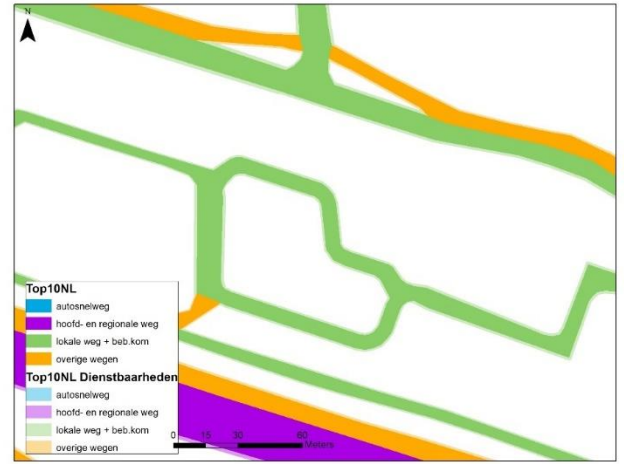 N
Top10NL
autosnelweg
hoofd- en regionale weg
lokale weg + beb.kom
overige wegen
Top10NL Dienstbaarheden
autosnelweg
hoofd- en regionale weg
lokale weg + beb.kom
overige wegen
0 15 30 60
Meters